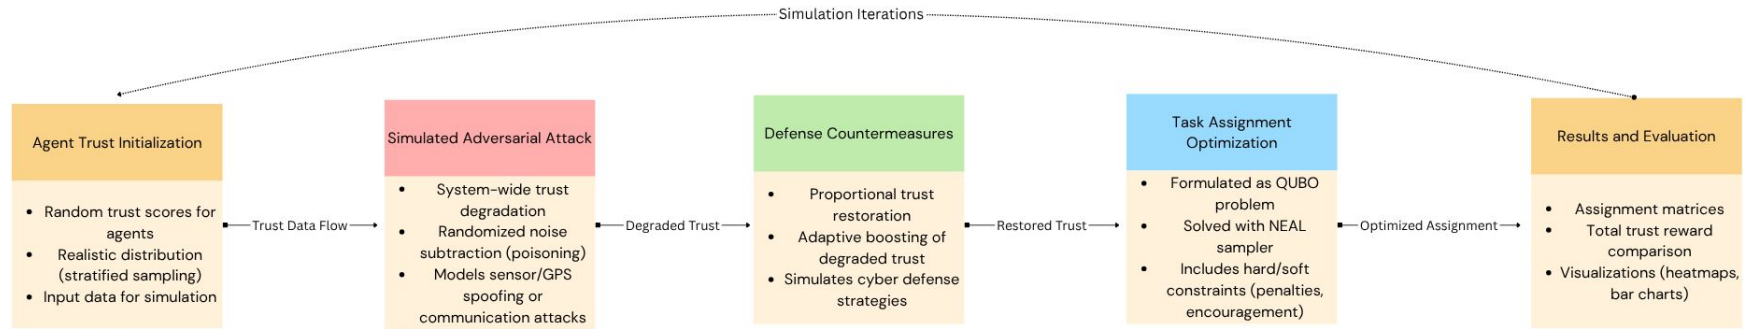 Simulation Iterations
Agent Trust Initialization
• Random trust scores for
agents
• Realistic distribution
(stratified sampling)
• Input data for simulation
Trust Data Flow
Simulated Adversarial Attack
• System-wide trust
degradation
• Randomized noise
subtraction (poisoning)
• Models sensor/GPS
spoofing or
communication attacks
Degraded Trust
Defense Countermeasures
• Proportional trust
restoration
• Adaptive boosting of
degraded trust
• Simulates cyber defense
strategies
Restored Trust
Task Assignment
Optimization
• Formulated as QUBO
problem
• Solved with NEAL
sampler
• Includes hard/soft
constraints (penalties,
encouragement)
Optimized Assignment
Results and Evaluation
• Assignment matrices
• Total trust reward
comparison
• Visualizations (heatmaps,
bar charts)